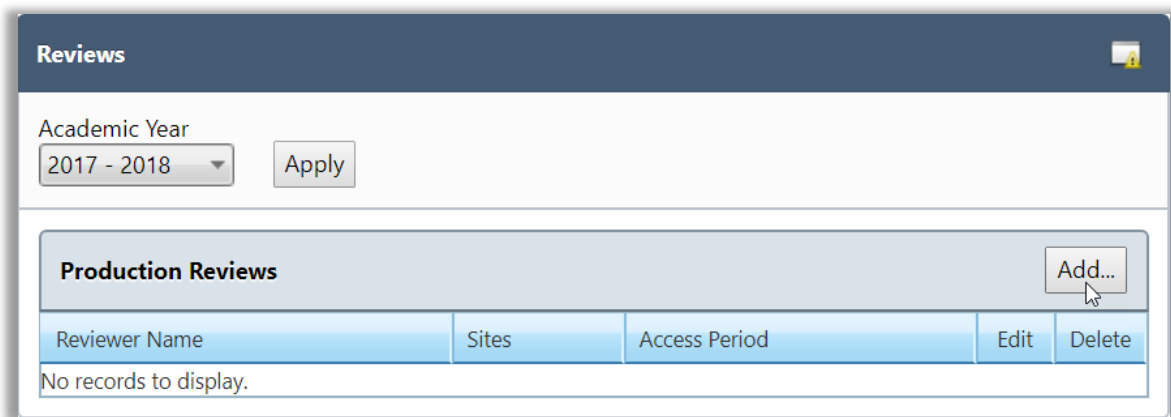 Reviews
Academic Year
2017 - 2018 Apply
Production Reviews Add...
Reviewer Name Sites Access Period Edit Delete
No records to display.